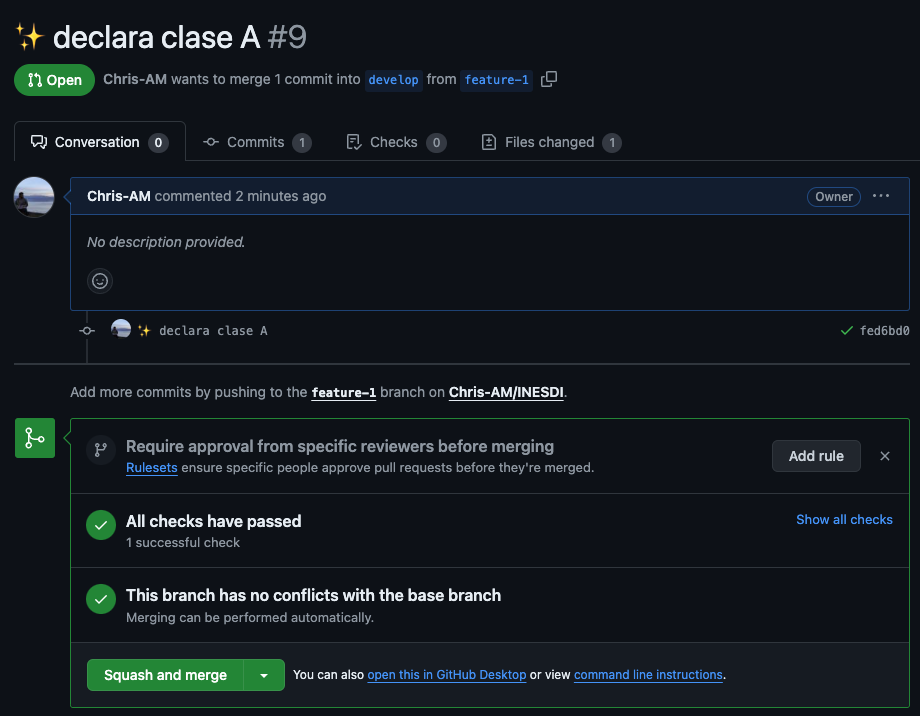 ✨ declara clase A #9
Open Chris-AM wants to merge 1 commit into develop from feature-1
Conversation 0 Commits 1 Checks 0 Files changed 1
Chris-AM commented 2 minutes ago Owner ...
No description provided.
✨ declara clase A fed6bd0
Add more commits by pushing to the feature-1 branch on Chris-AM/INESDI.
Require approval from specific reviewers before merging
Rulesets ensure specific people approve pull requests before they're merged.
Add rule
All checks have passed
1 successful check
Show all checks
This branch has no conflicts with the base branch
Merging can be performed automatically.
Squash and merge You can also open this in GitHub Desktop or view command line instructions.